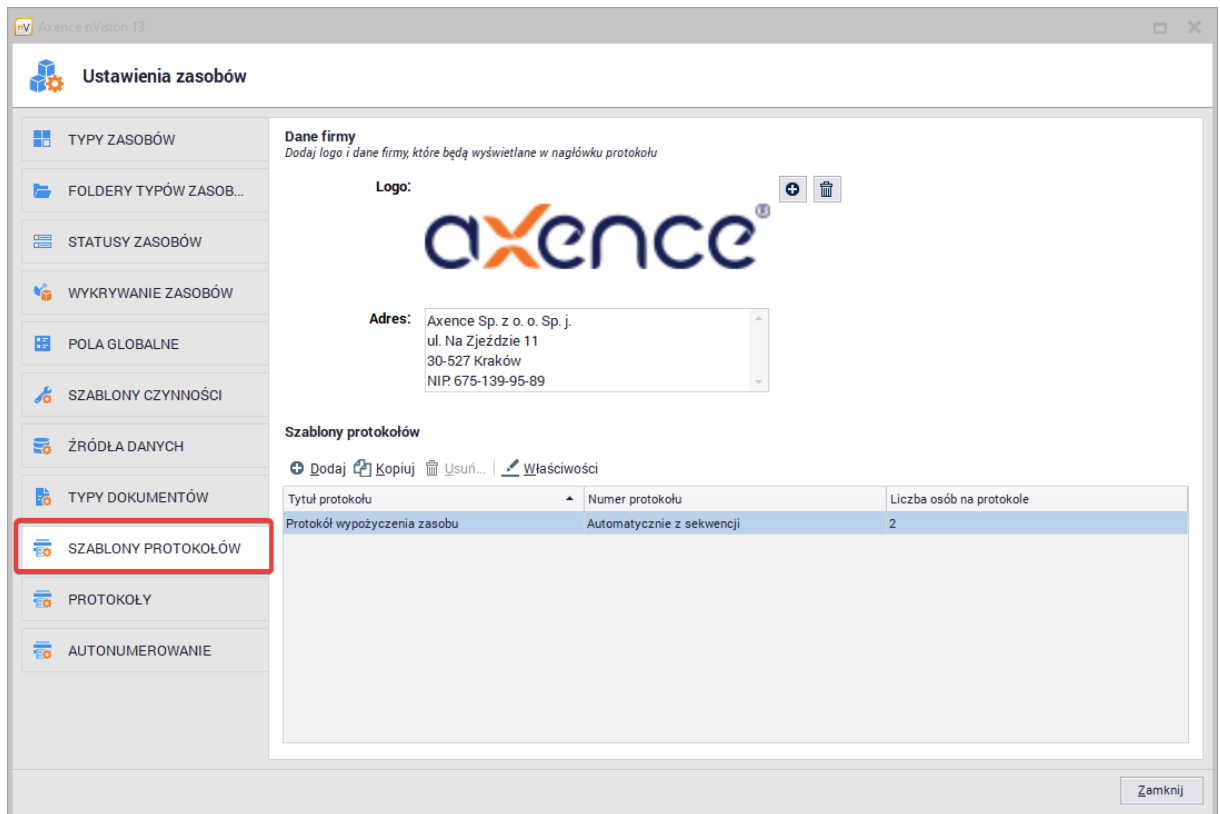 nV Axence nVision 13
Ustawienia zasobów
TYPY ZASOBÓW
FOLDERY TYPÓW ZASOB...
STATUSY ZASOBÓW
WYKRYWANIE ZASOBÓW
POLA GLOBALNE
SZABLONY CZYNNOŚCI
ŹRÓDŁA DANYCH
TYPY DOKUMENTÓW
SZABLONY PROTOKOŁÓW
PROTOKOŁY
AUTONUMEROWANIE
Dane firmy
Dodaj logo i dane firmy, które będą wyświetlane w nagłówku protokołu
Logo:
axence®
Adres:
Axence Sp. z o. o. Sp. j.
ul. Na Zjeździe 11
30-527 Kraków
NIP. 675-139-95-89
Szablony protokołów
Dodaj Kopiuj Usuń... Właściwości
Tytuł protokołu Numer protokołu Liczba osób na protokole
Protokół wypożyczenia zasobu Automatycznie z sekwencji 2
Zamknij